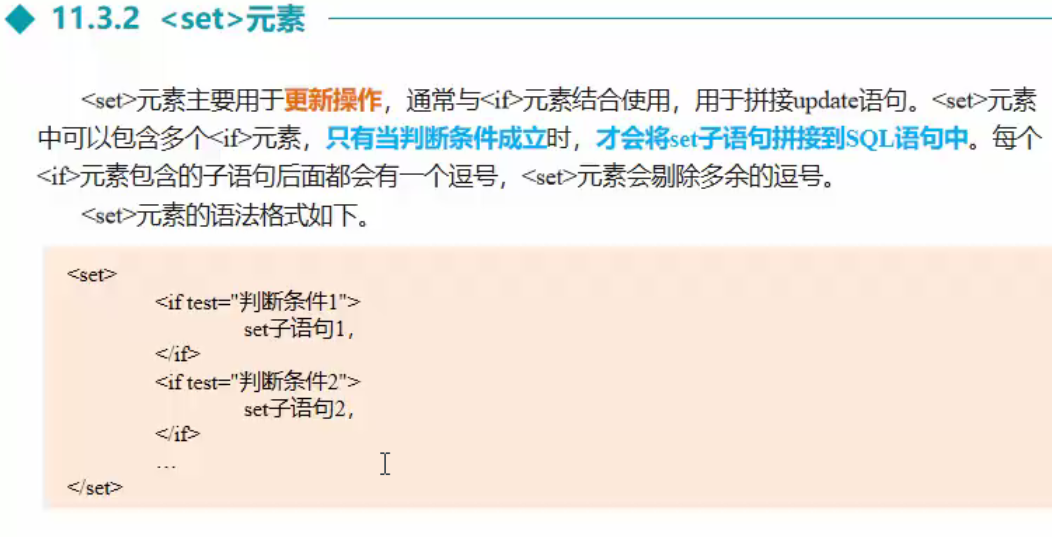 11.3.2 <set>元素
<set>元素主要用于更新操作，通常与<if>元素结合使用，用于拼接update语句。<set>元素
中可以包含多个<if>元素，只有当判断条件成立时，才会将set子语句拼接到SQL语句中。每个
<if>元素包含的子语句后面都会有一个逗号，<set>元素会剔除多余的逗号。
<set>元素的语法格式如下。
<set>
<if test="判断条件1">
set子语句1,
</if>
<if test="判断条件2">
set子语句2,
</if>
…
</set>